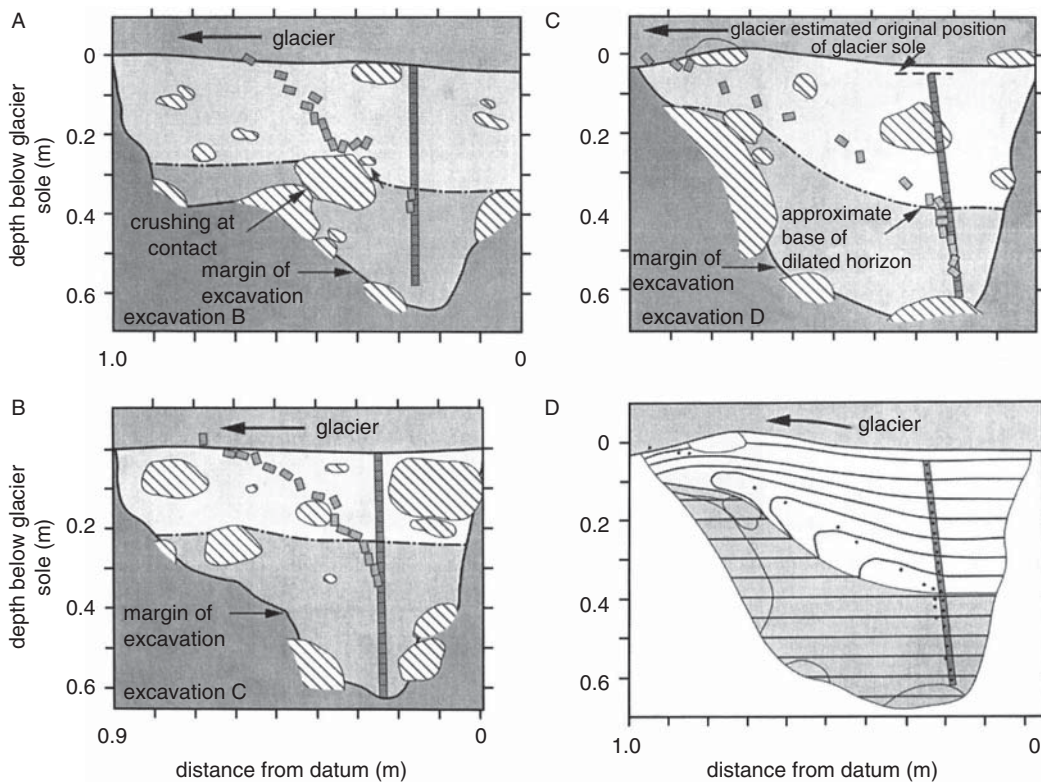 A
glacier
0
0.2
0.4
0.6
depth below glacier
sole (m)
crushing at
contact
margin of
excavation
excavation B
1.0
0
C
glacier estimated original position
of glacier sole
0
0.2
0.4
0.6
approximate
base of
dilated horizon
margin of
excavation
excavation D
B
glacier
0
0.2
0.4
0.6
depth below glacier
sole (m)
margin of
excavation
excavation C
0.9
0
distance from datum (m)
D
glacier
0
0.2
0.4
0.6
1.0
0
distance from datum (m)